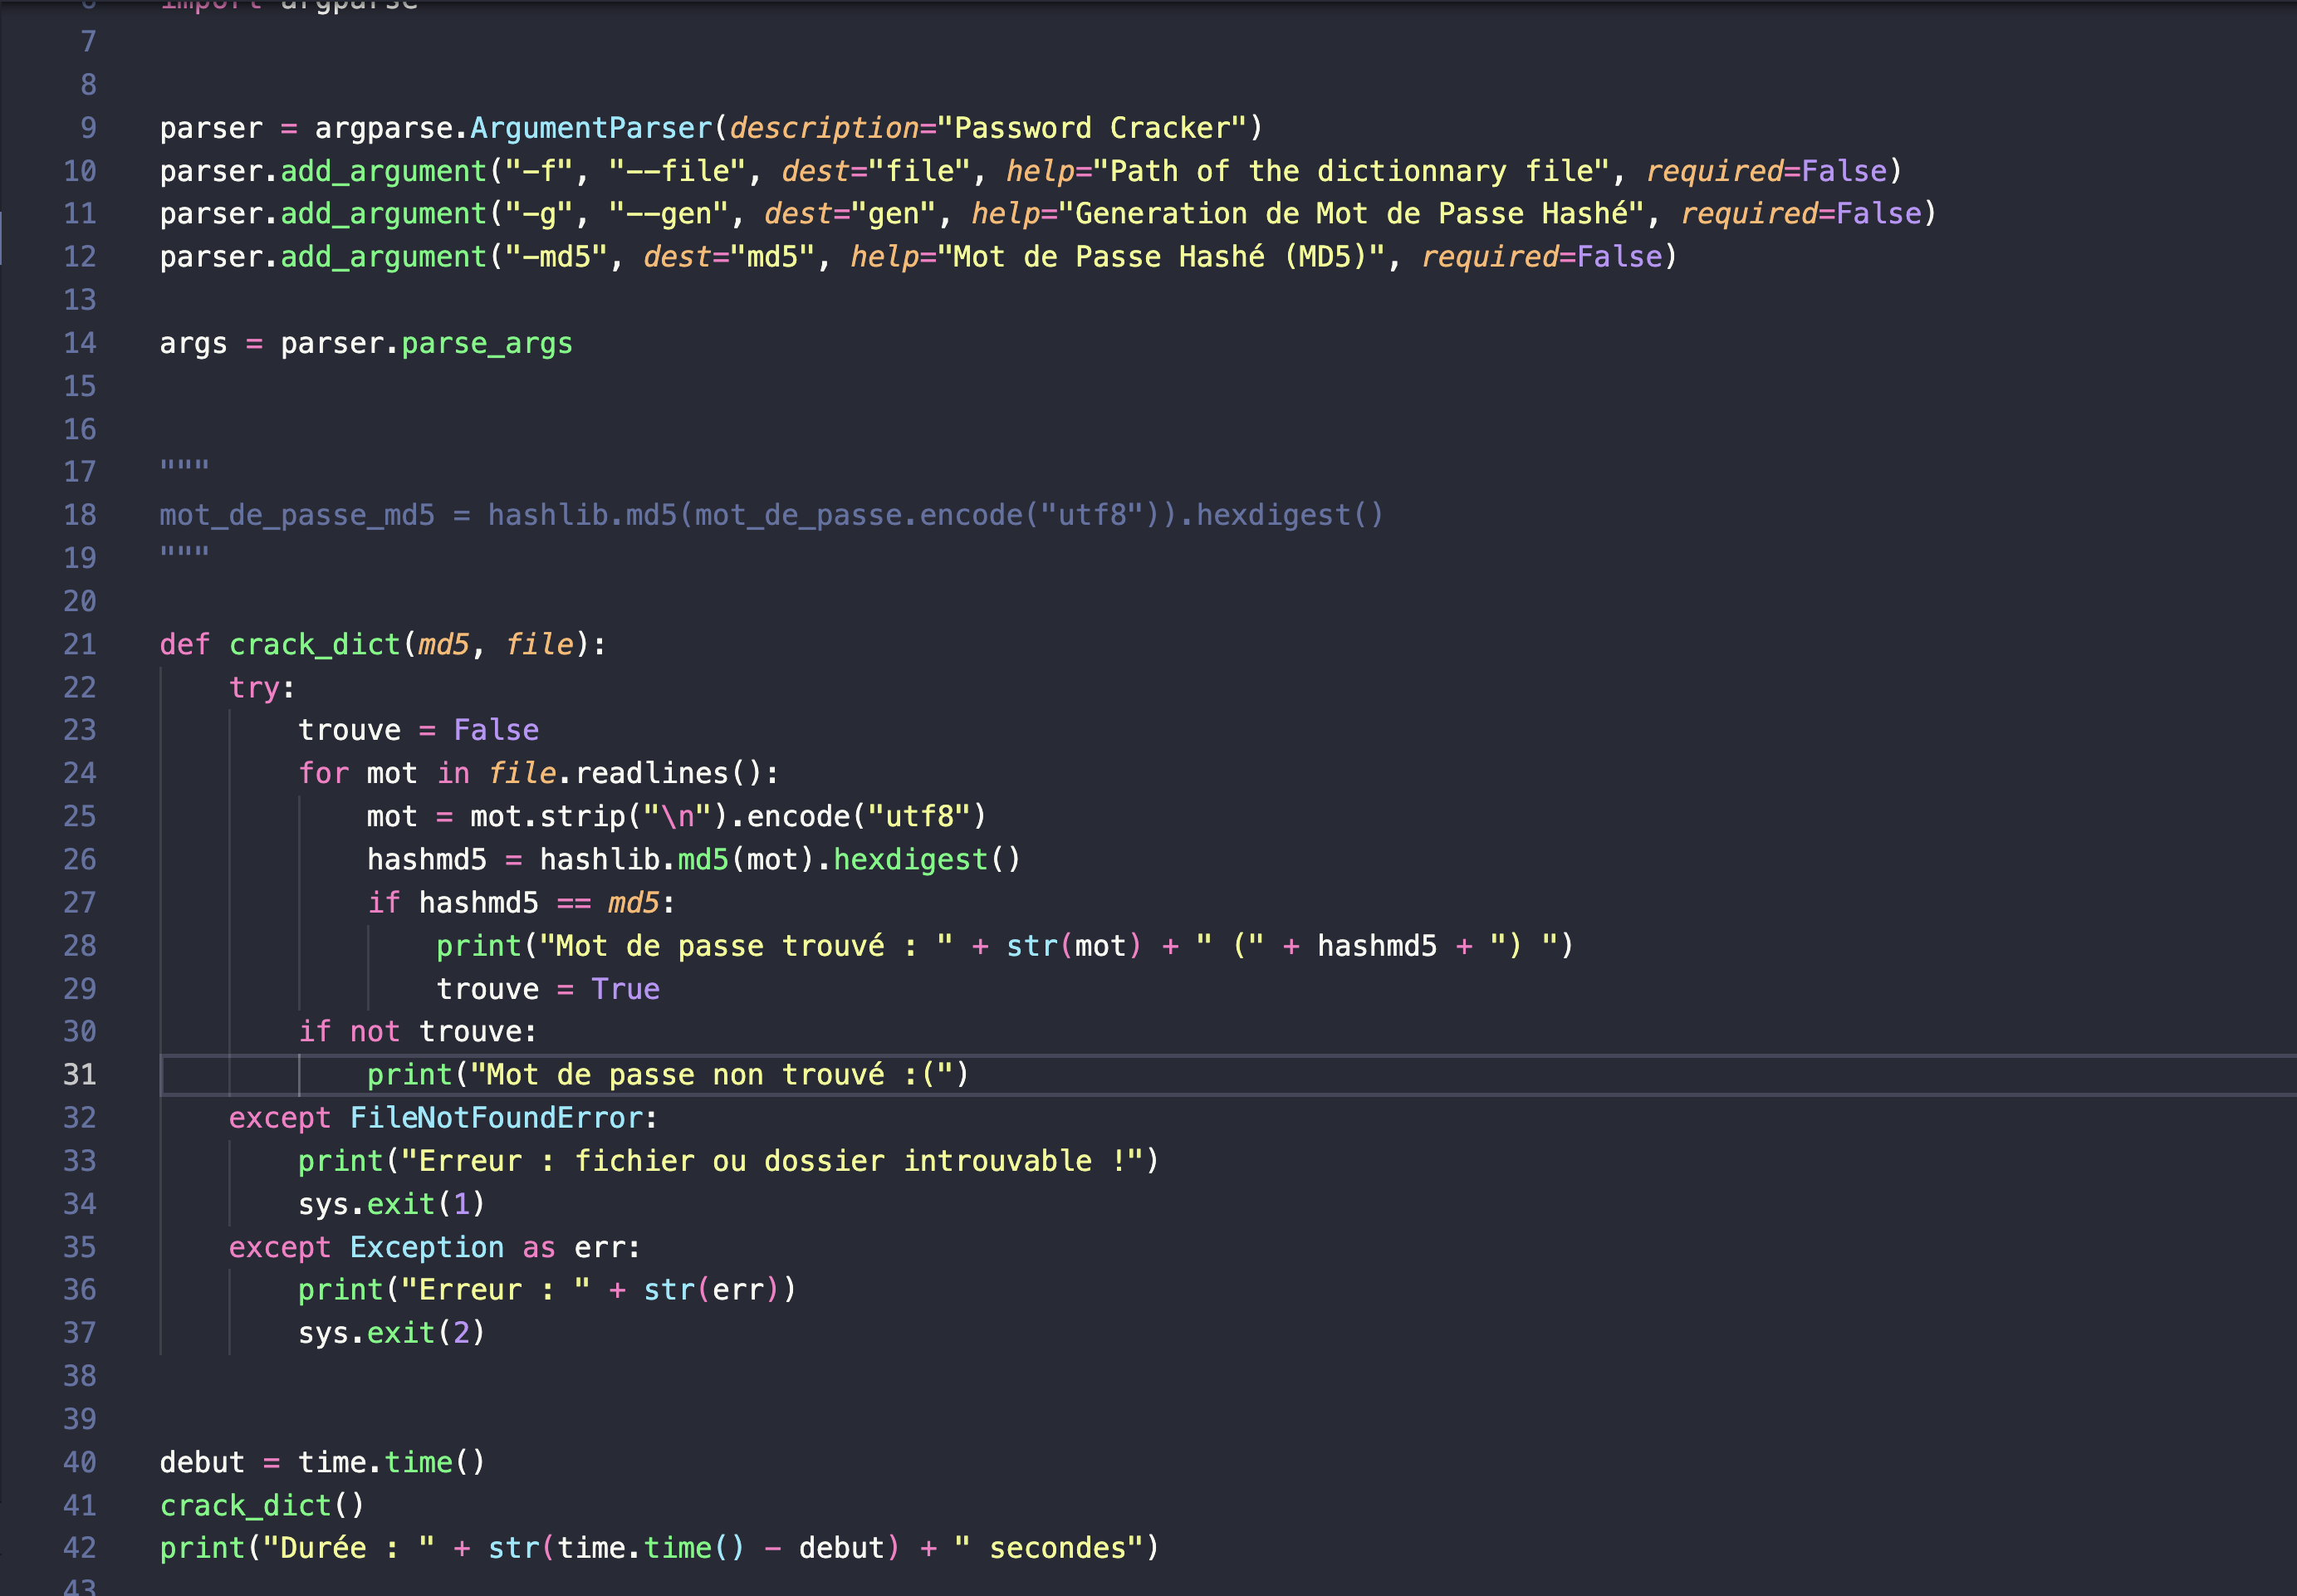 6 import argparse
7
8
9 parser = argparse.ArgumentParser(description="Password Cracker")
10 parser.add_argument("-f", "--file", dest="file", help="Path of the dictionnary file", required=False)
11 parser.add_argument("-g", "--gen", dest="gen", help="Generation de Mot de Passe Hashé", required=False)
12 parser.add_argument("-md5", dest="md5", help="Mot de Passe Hashé (MD5)", required=False)
13
14 args = parser.parse_args
15
16
17 """
18 mot_de_passe_md5 = hashlib.md5(mot_de_passe.encode("utf8")).hexdigest()
19 """
20
21 def crack_dict(md5, file):
22     try:
23         trouve = False
24         for mot in file.readlines():
25             mot = mot.strip("\n").encode("utf8")
26             hashmd5 = hashlib.md5(mot).hexdigest()
27             if hashmd5 == md5:
28                 print("Mot de passe trouvé : " + str(mot) + " (" + hashmd5 + ") ")
29                 trouve = True
30         if not trouve:
31             print("Mot de passe non trouvé :(")
32     except FileNotFoundError:
33         print("Erreur : fichier ou dossier introuvable !")
34         sys.exit(1)
35     except Exception as err:
36         print("Erreur : " + str(err))
37         sys.exit(2)
38
39
40 debut = time.time()
41 crack_dict()
42 print("Durée : " + str(time.time() - debut) + " secondes")
43